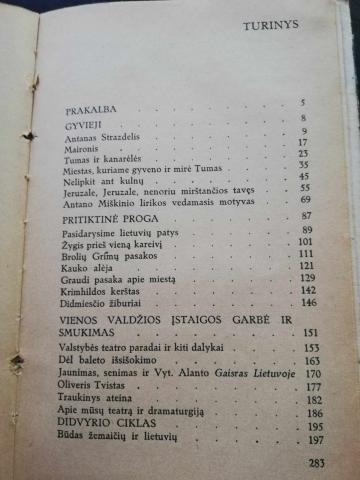 TURINYS
PRAKALBA . . . . . . . . 5
GYVIEJI . . . . . . . . 8
Antanas Strazdelis . . . . . . . 9
Maironis . . . . . . . . 17
Tumas ir kanarėlės . . . . . . . 23
Miestas, kuriame gyveno ir mirė Tumas . . . 35
Nelipkit ant kulnų . . . . . . . 45
Jeruzale, Jeruzale, nenoriu mirštančios tavęs . . 55
Antano Miškinio lirikos vedamasis motyvas . . 69
PRITIKTINĖ PROGA . . . . . . 87
Pasidarysime lietuvių patys . . . . . 89
Žygis prieš vieną kareivį . . . . . 101
Brolių Grimų pasakos . . . . . . 111
Kauko alėja . . . . . . . . 121
Graudi pasaka apie miestą . . . . . 129
Krimhildos kerštas . . . . . . . 142
Didmiesčio žiburiai . . . . . . . 146
VIENOS VALDŽIOS ĮSTAIGOS GARBĖ IR
SMUKIMAS . . . . . . . . 151
Valstybės teatro paradai ir kiti dalykai . . . 153
Dėl baleto išsišokimo . . . . . . 163
Jaunimas, senimas ir Vyt. Alanto Gaisras Lietuvoje 170
Oliveris Tvistas . . . . . . . 177
Traukinys ateina . . . . . . . 182
Apie mūsų teatrą ir dramaturgiją . . . . 186
DIDVYRIO CIKLAS . . . . . . 195
Būdas žemaičių ir lietuvių . . . . . 197
283